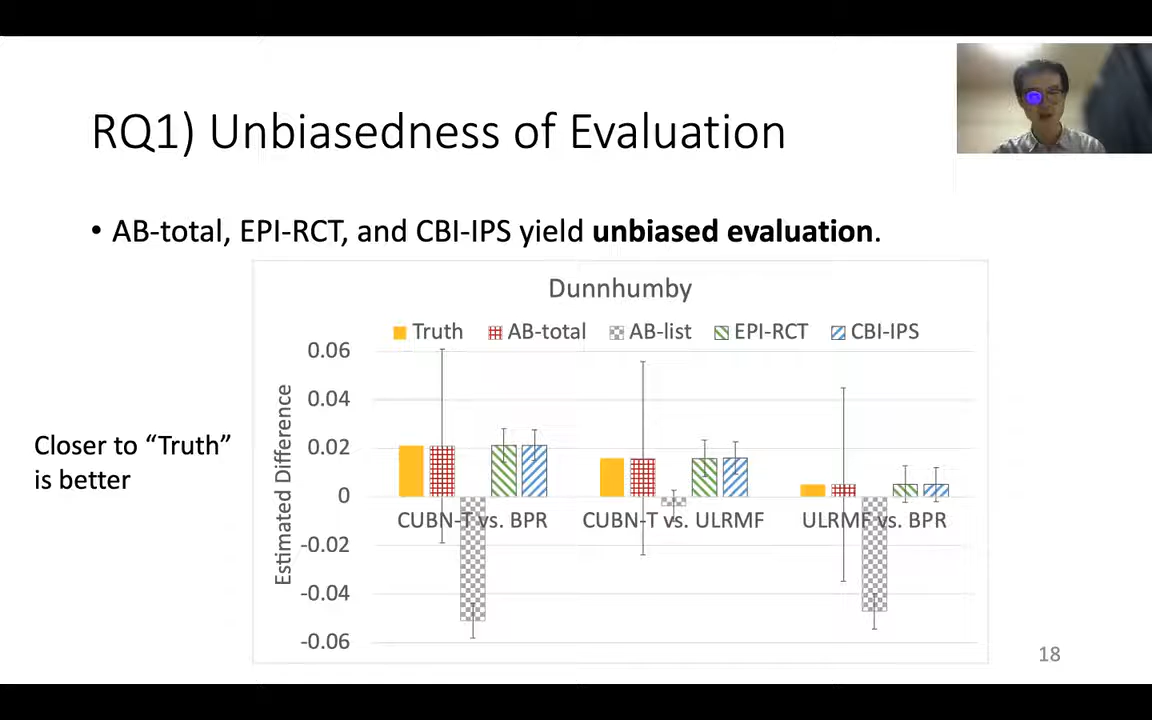 RQ1) Unbiasedness of Evaluation
• AB-total, EPI-RCT, and CBI-IPS yield unbiased evaluation.
Dunnhumby
Truth AB-total AB-list EPI-RCT CBI-IPS
Closer to “Truth”
is better
Estimated Difference
0.06
0.04
0.02
0
-0.02
-0.04
-0.06
CUBN-T vs. BPR CUBN-T vs. ULRMF ULRMF vs. BPR
18